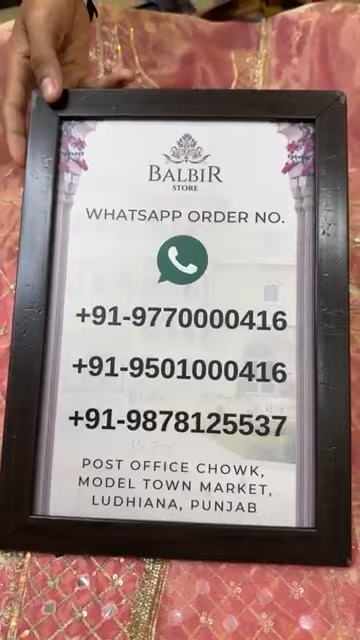 BALBIR
STORE
WHATSAPP ORDER NO.
+91-9770000416
+91-9501000416
+91-9878125537
POST OFFICE CHOWK,
MODEL TOWN MARKET,
LUDHIANA, PUNJAB